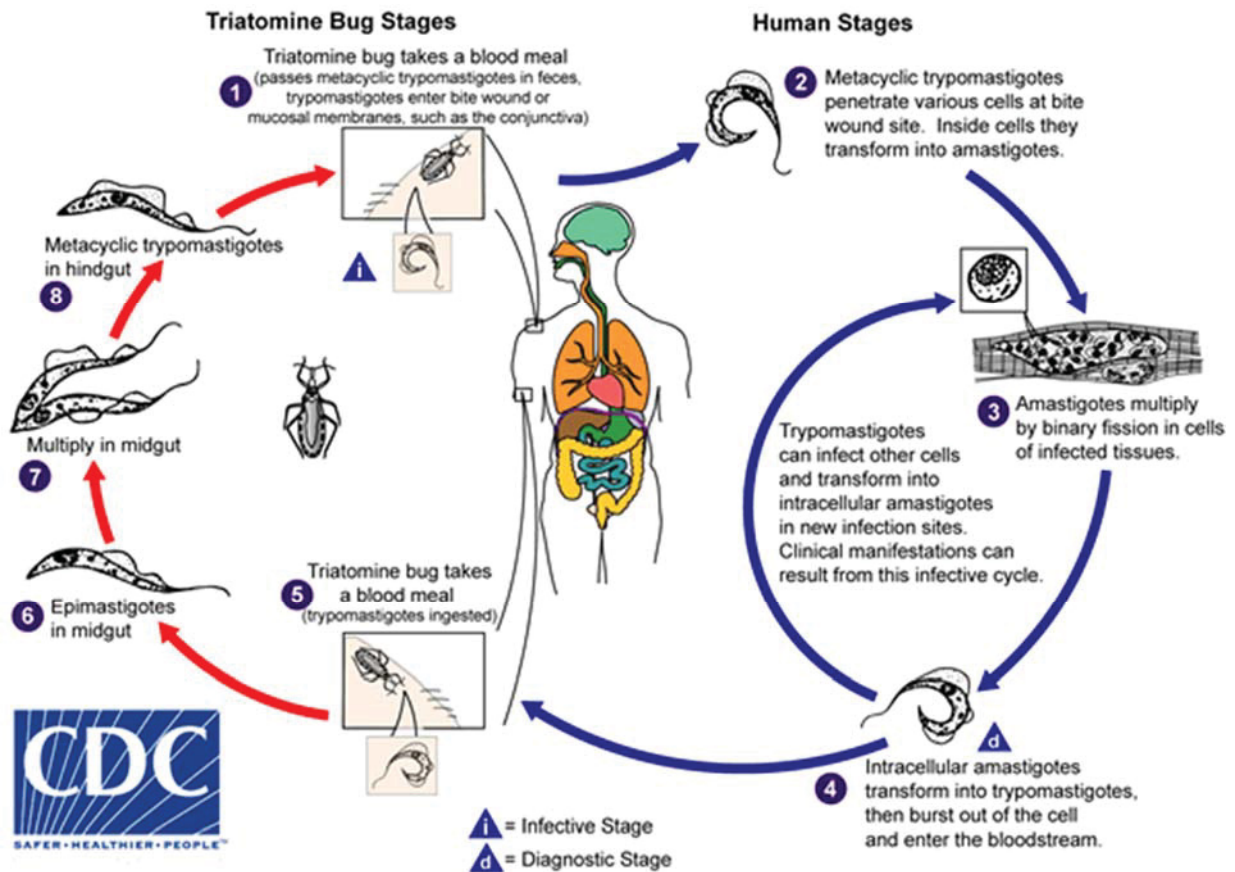 Triatomine Bug Stages
Human Stages
Triatomine bug takes a blood meal
(passes metacyclic trypomastigotes in feces,
trypomastigotes enter bite wound or
mucosal membranes, such as the conjunctiva)
1
i
2
Metacyclic trypomastigotes
penetrate various cells at bite
wound site. Inside cells they
transform into amastigotes.
3
Amastigotes multiply
by binary fission in cells
of infected tissues.
Trypomastigotes
can infect other cells
and transform into
intracellular amastigotes
in new infection sites.
Clinical manifestations can
result from this infective cycle.
d
4
Intracellular amastigotes
transform into trypomastigotes,
then burst out of the cell
and enter the bloodstream.
5
Triatomine bug takes
a blood meal
(trypomastigotes ingested)
6
Epimastigotes
in midgut
Multiply in midgut
7
Metacyclic trypomastigotes
in hindgut
8
CDC
SAFER·HEALTHIER·PEOPLE™
i = Infective Stage
d = Diagnostic Stage